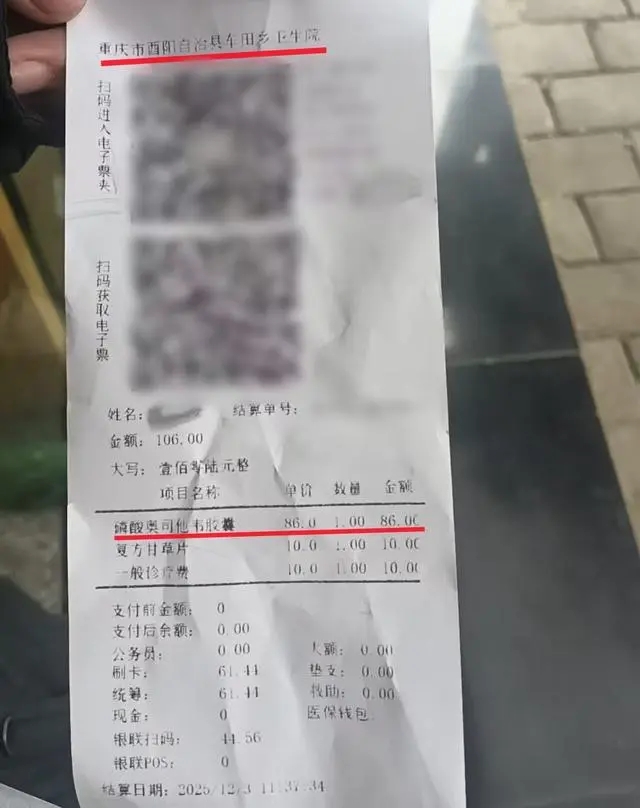 重庆市酉阳自治县车田乡卫生院
扫码进入电子票夹
扫码获取电子票
姓名: 结算单号:
金额: 106.00
大写: 壹佰零陆元整
项目名称 单价 数量 金额
磷酸奥司他韦胶囊 86.0 1.00 86.00
复方甘草片 10.0 1.00 10.00
一般诊疗费 10.0 1.00 10.00
支付前金额: 0
支付后余额: 0.00
公务员: 0.00 大额: 0.00
刷卡: 61.44 垫支: 0.00
统筹: 61.44 救助: 0.00
现金: 0 医保钱包:
银联扫码: 44.56
银联POS: 0
结算日期: 2025/12/3 11:37:34